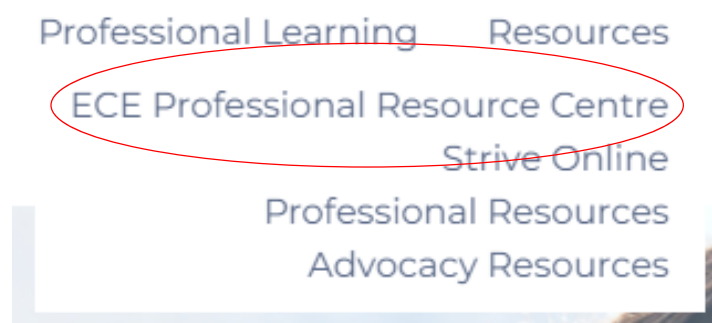 Professional Learning Resources
ECE Professional Resource Centre
Strive Online
Professional Resources
Advocacy Resources